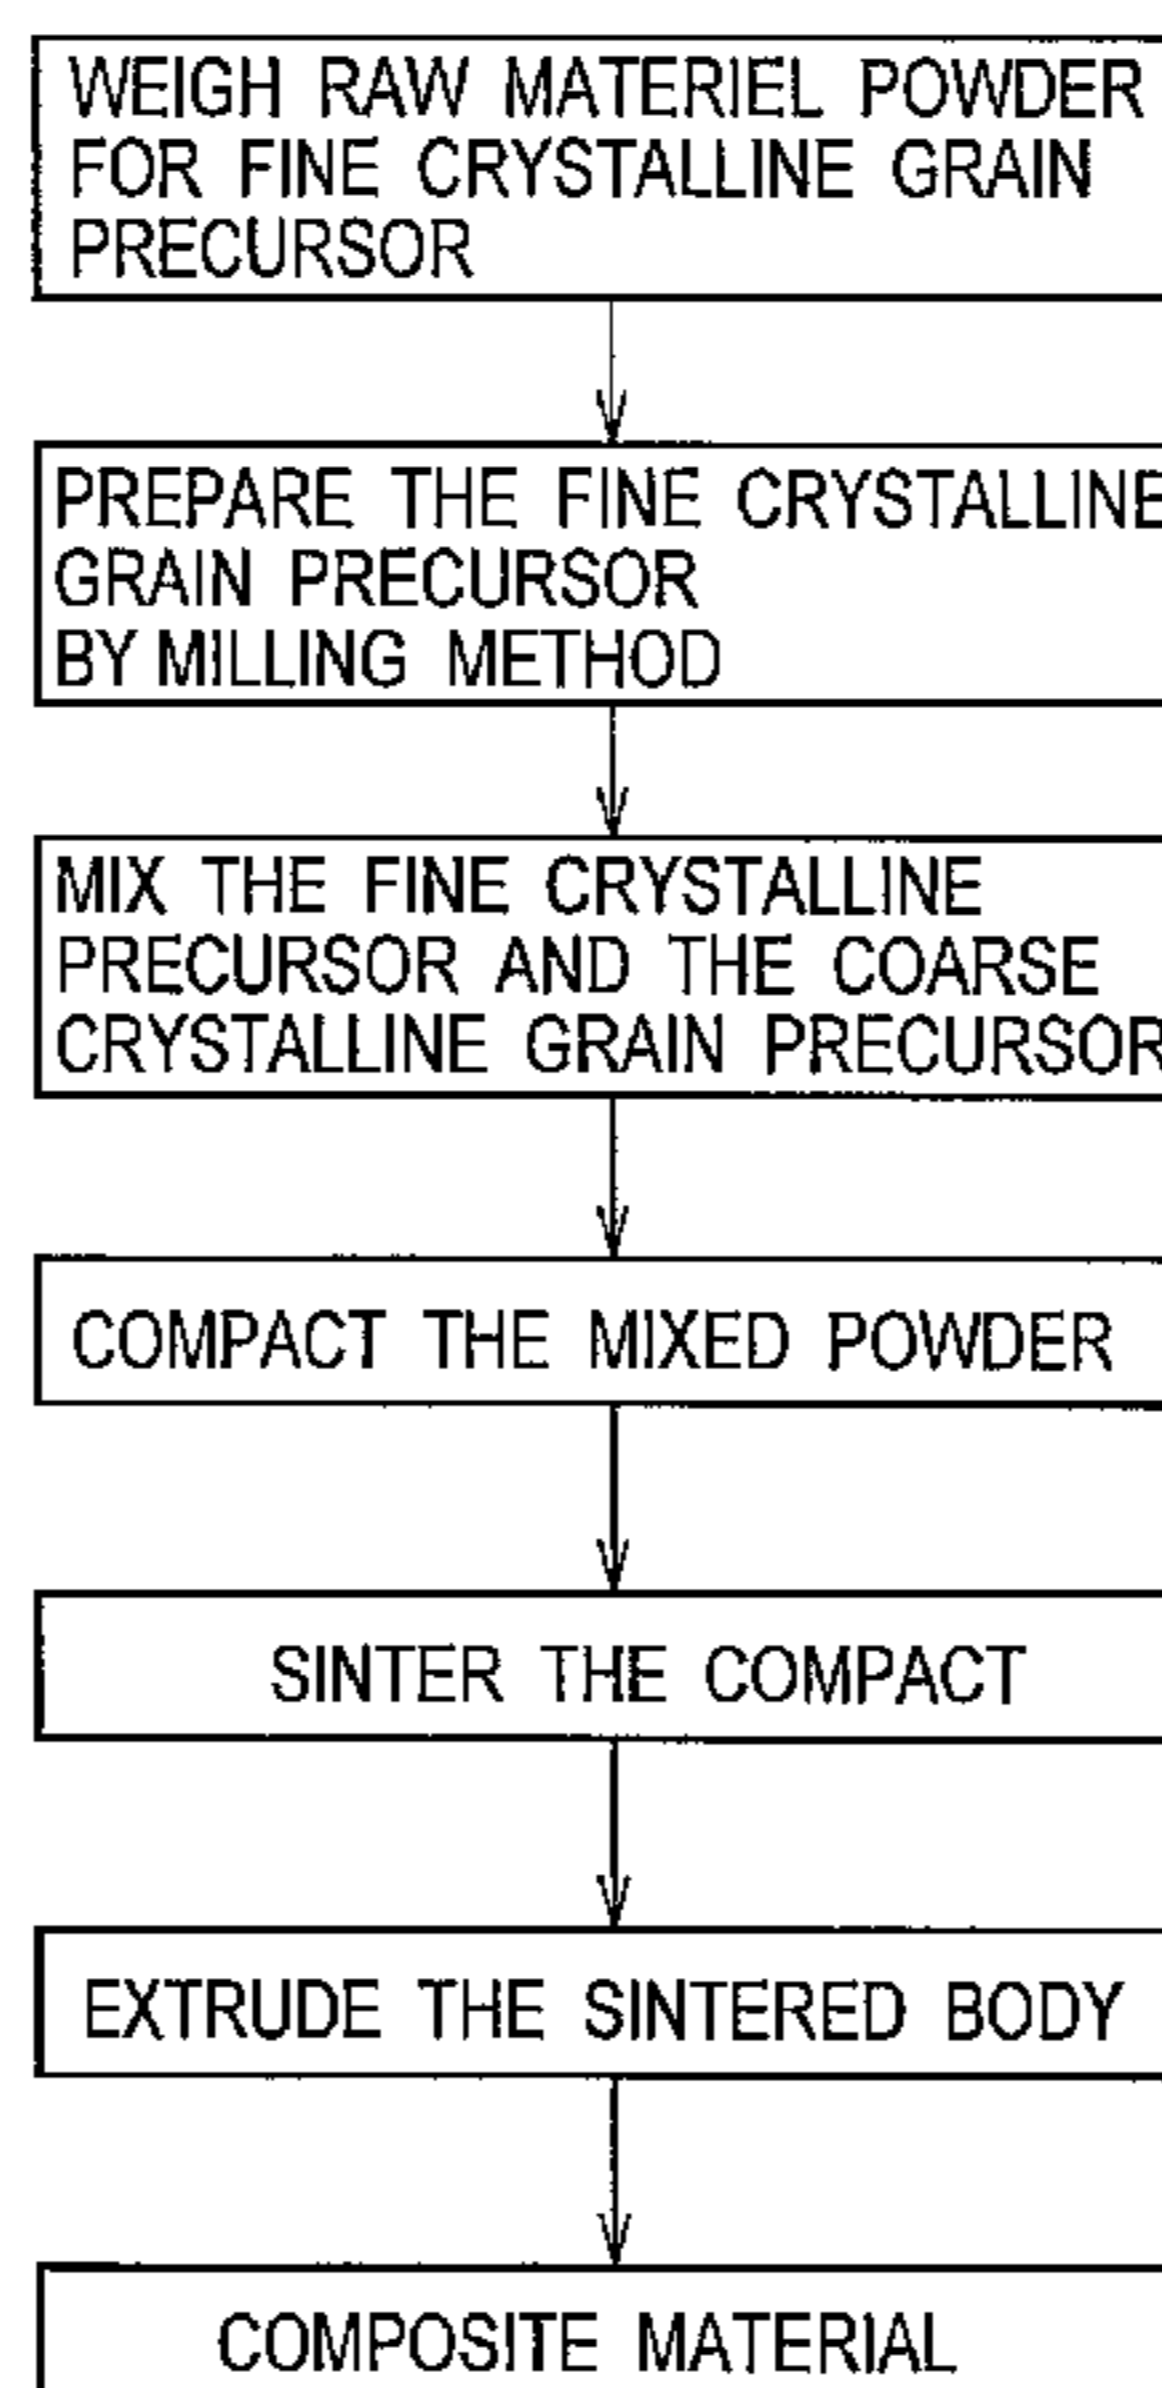 WEIGH RAW MATERIEL POWDER
FOR FINE CRYSTALLINE GRAIN
PRECURSOR
PREPARE THE FINE CRYSTALLINE
GRAIN PRECURSOR
BY MILLING METHOD
MIX THE FINE CRYSTALLINE
PRECURSOR AND THE COARSE
CRYSTALLINE GRAIN PRECURSOR
COMPACT THE MIXED POWDER
SINTER THE COMPACT
EXTRUDE THE SINTERED BODY
COMPOSITE MATERIAL